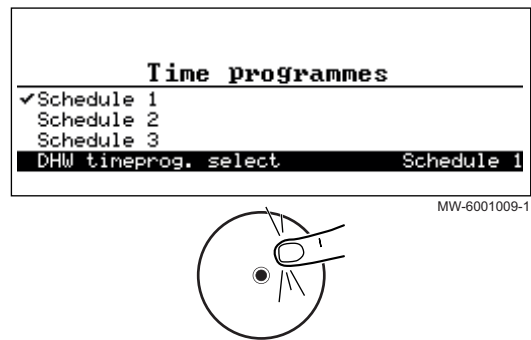 Time programmes
✓Schedule 1
Schedule 2
Schedule 3
DHW timeprog. select Schedule 1
MW-6001009-1